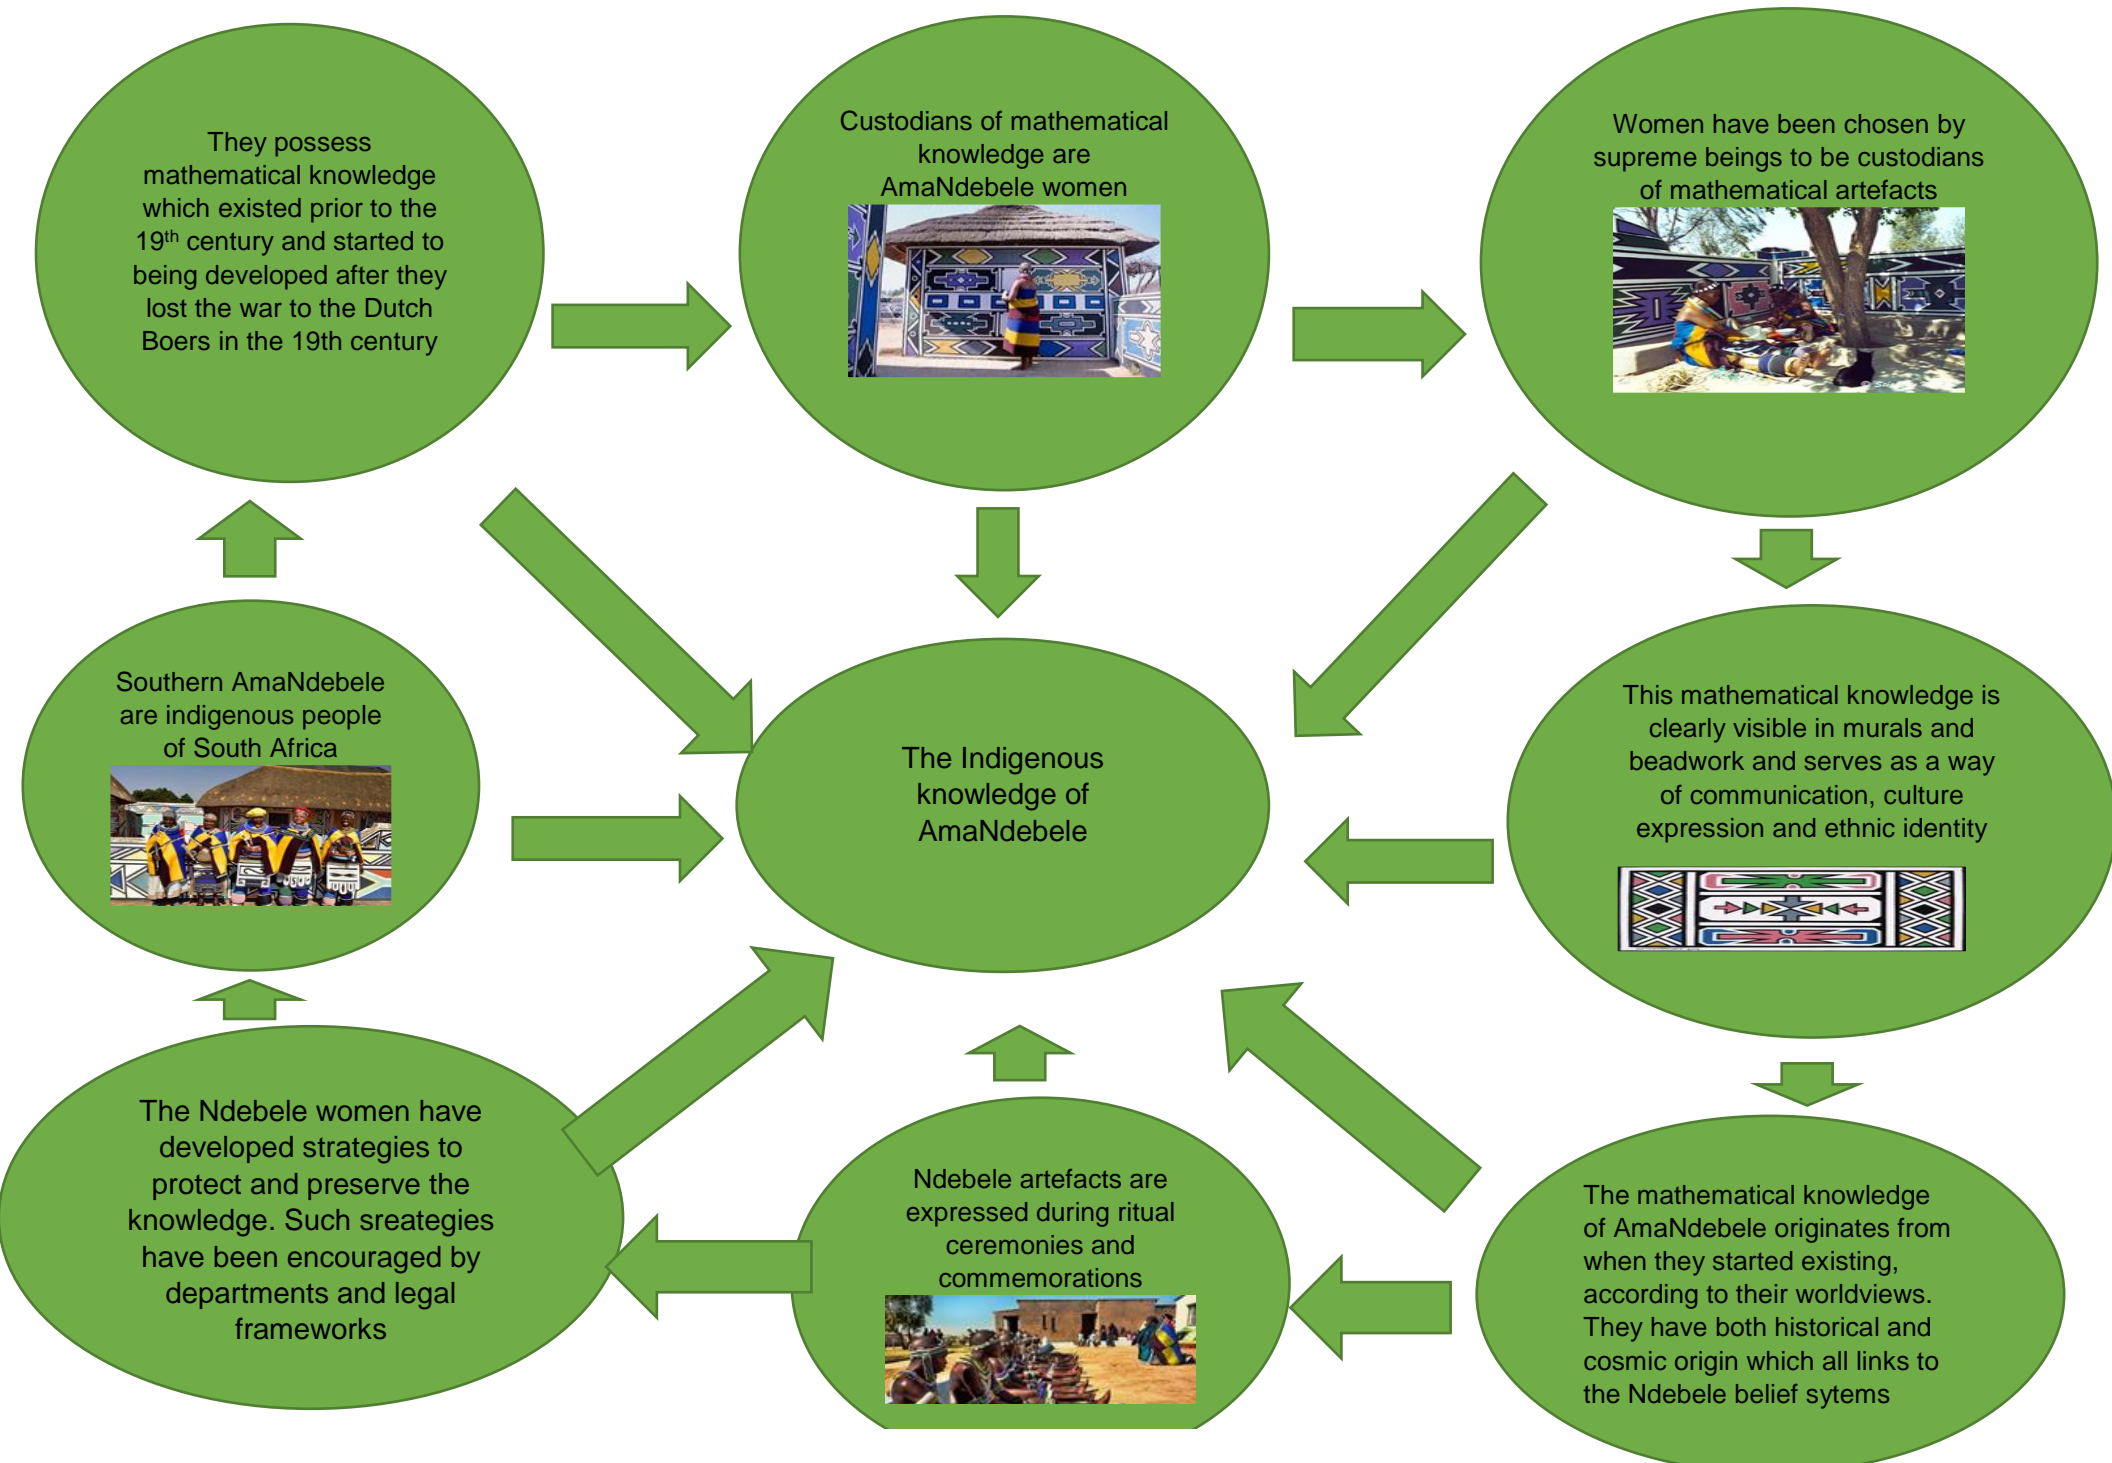 They possess
mathematical knowledge
which existed prior to the
19th century and started to
being developed after they
lost the war to the Dutch
Boers in the 19th century
Custodians of mathematical
knowledge are
AmaNdebele women
Women have been chosen by
supreme beings to be custodians
of mathematical artefacts
Southern AmaNdebele
are indigenous people
of South Africa
The Indigenous
knowledge of
AmaNdebele
This mathematical knowledge is
clearly visible in murals and
beadwork and serves as a way
of communication, culture
expression and ethnic identity
The Ndebele women have
developed strategies to
protect and preserve the
knowledge. Such sreategies
have been encouraged by
departments and legal
frameworks
Ndebele artefacts are
expressed during ritual
ceremonies and
commemorations
The mathematical knowledge
of AmaNdebele originates from
when they started existing,
according to their worldviews.
They have both historical and
cosmic origin which all links to
the Ndebele belief sytems